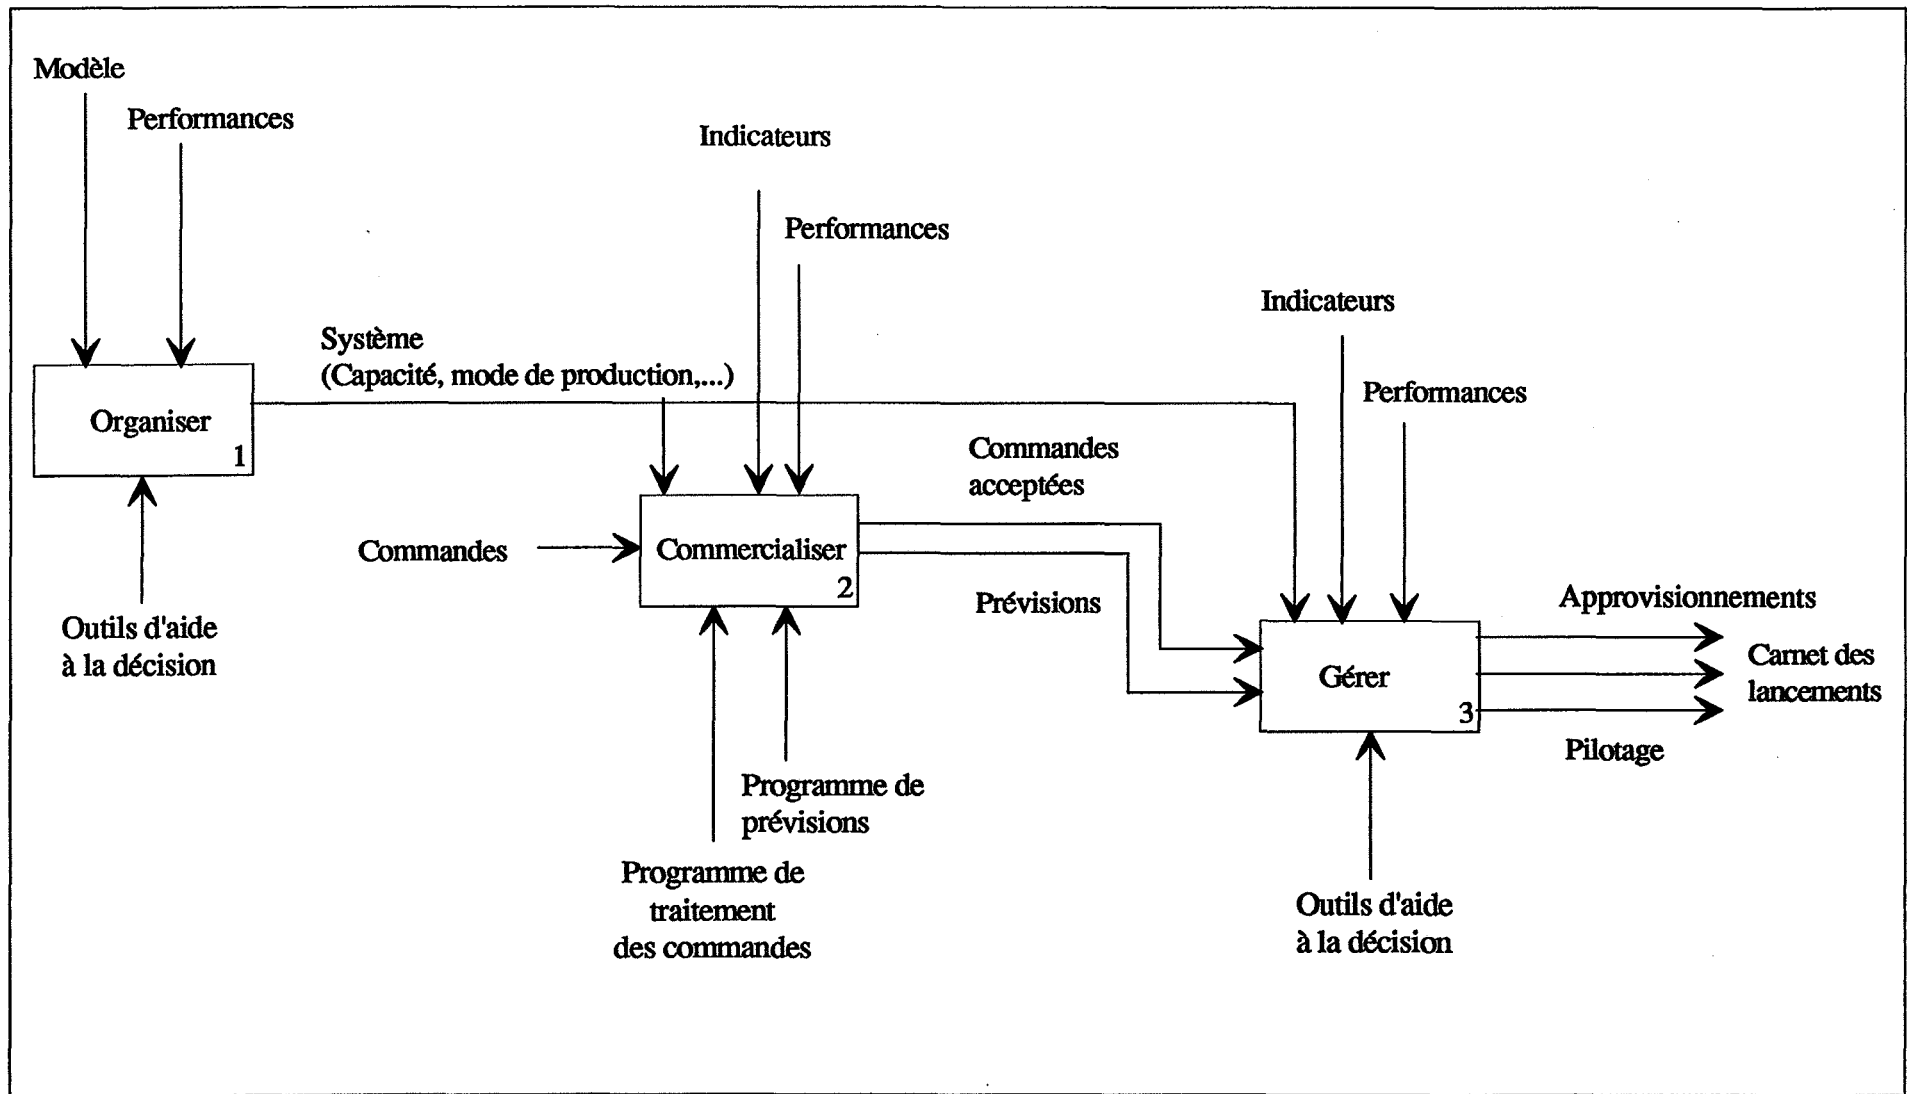 Modèle
Performances
Indicateurs
Performances
Indicateurs
Système
(Capacité, mode de production,...)
Performances
Organiser
1
Commandes
acceptées
Commandes
Commercialiser
2
Prévisions
Approvisionnements
Outils d'aide
à la décision
Carnet des
lancements
Gérer
3
Pilotage
Programme de
prévisions
Programme de
traitement
des commandes
Outils d'aide
à la décision